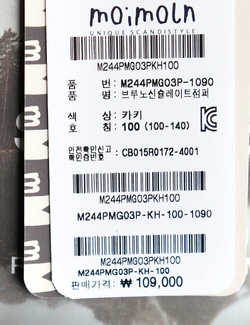 moimoln
UNIQUE SCANDISTYLE
M244PMG03PKH100
품 번: M244PMG03P-1090
품 명: 브루노신슐레이트점퍼
색 상: 카키
호 칭: 100 (100-140)
안전확인신고
확인증번호 : CB015R0172-4001
M244PMG03PKH100
M244PMG03P-KH-100-1090
M244PMG03PKH100
M244PMG03P-KH-100
판매가격: ₩ 109,000